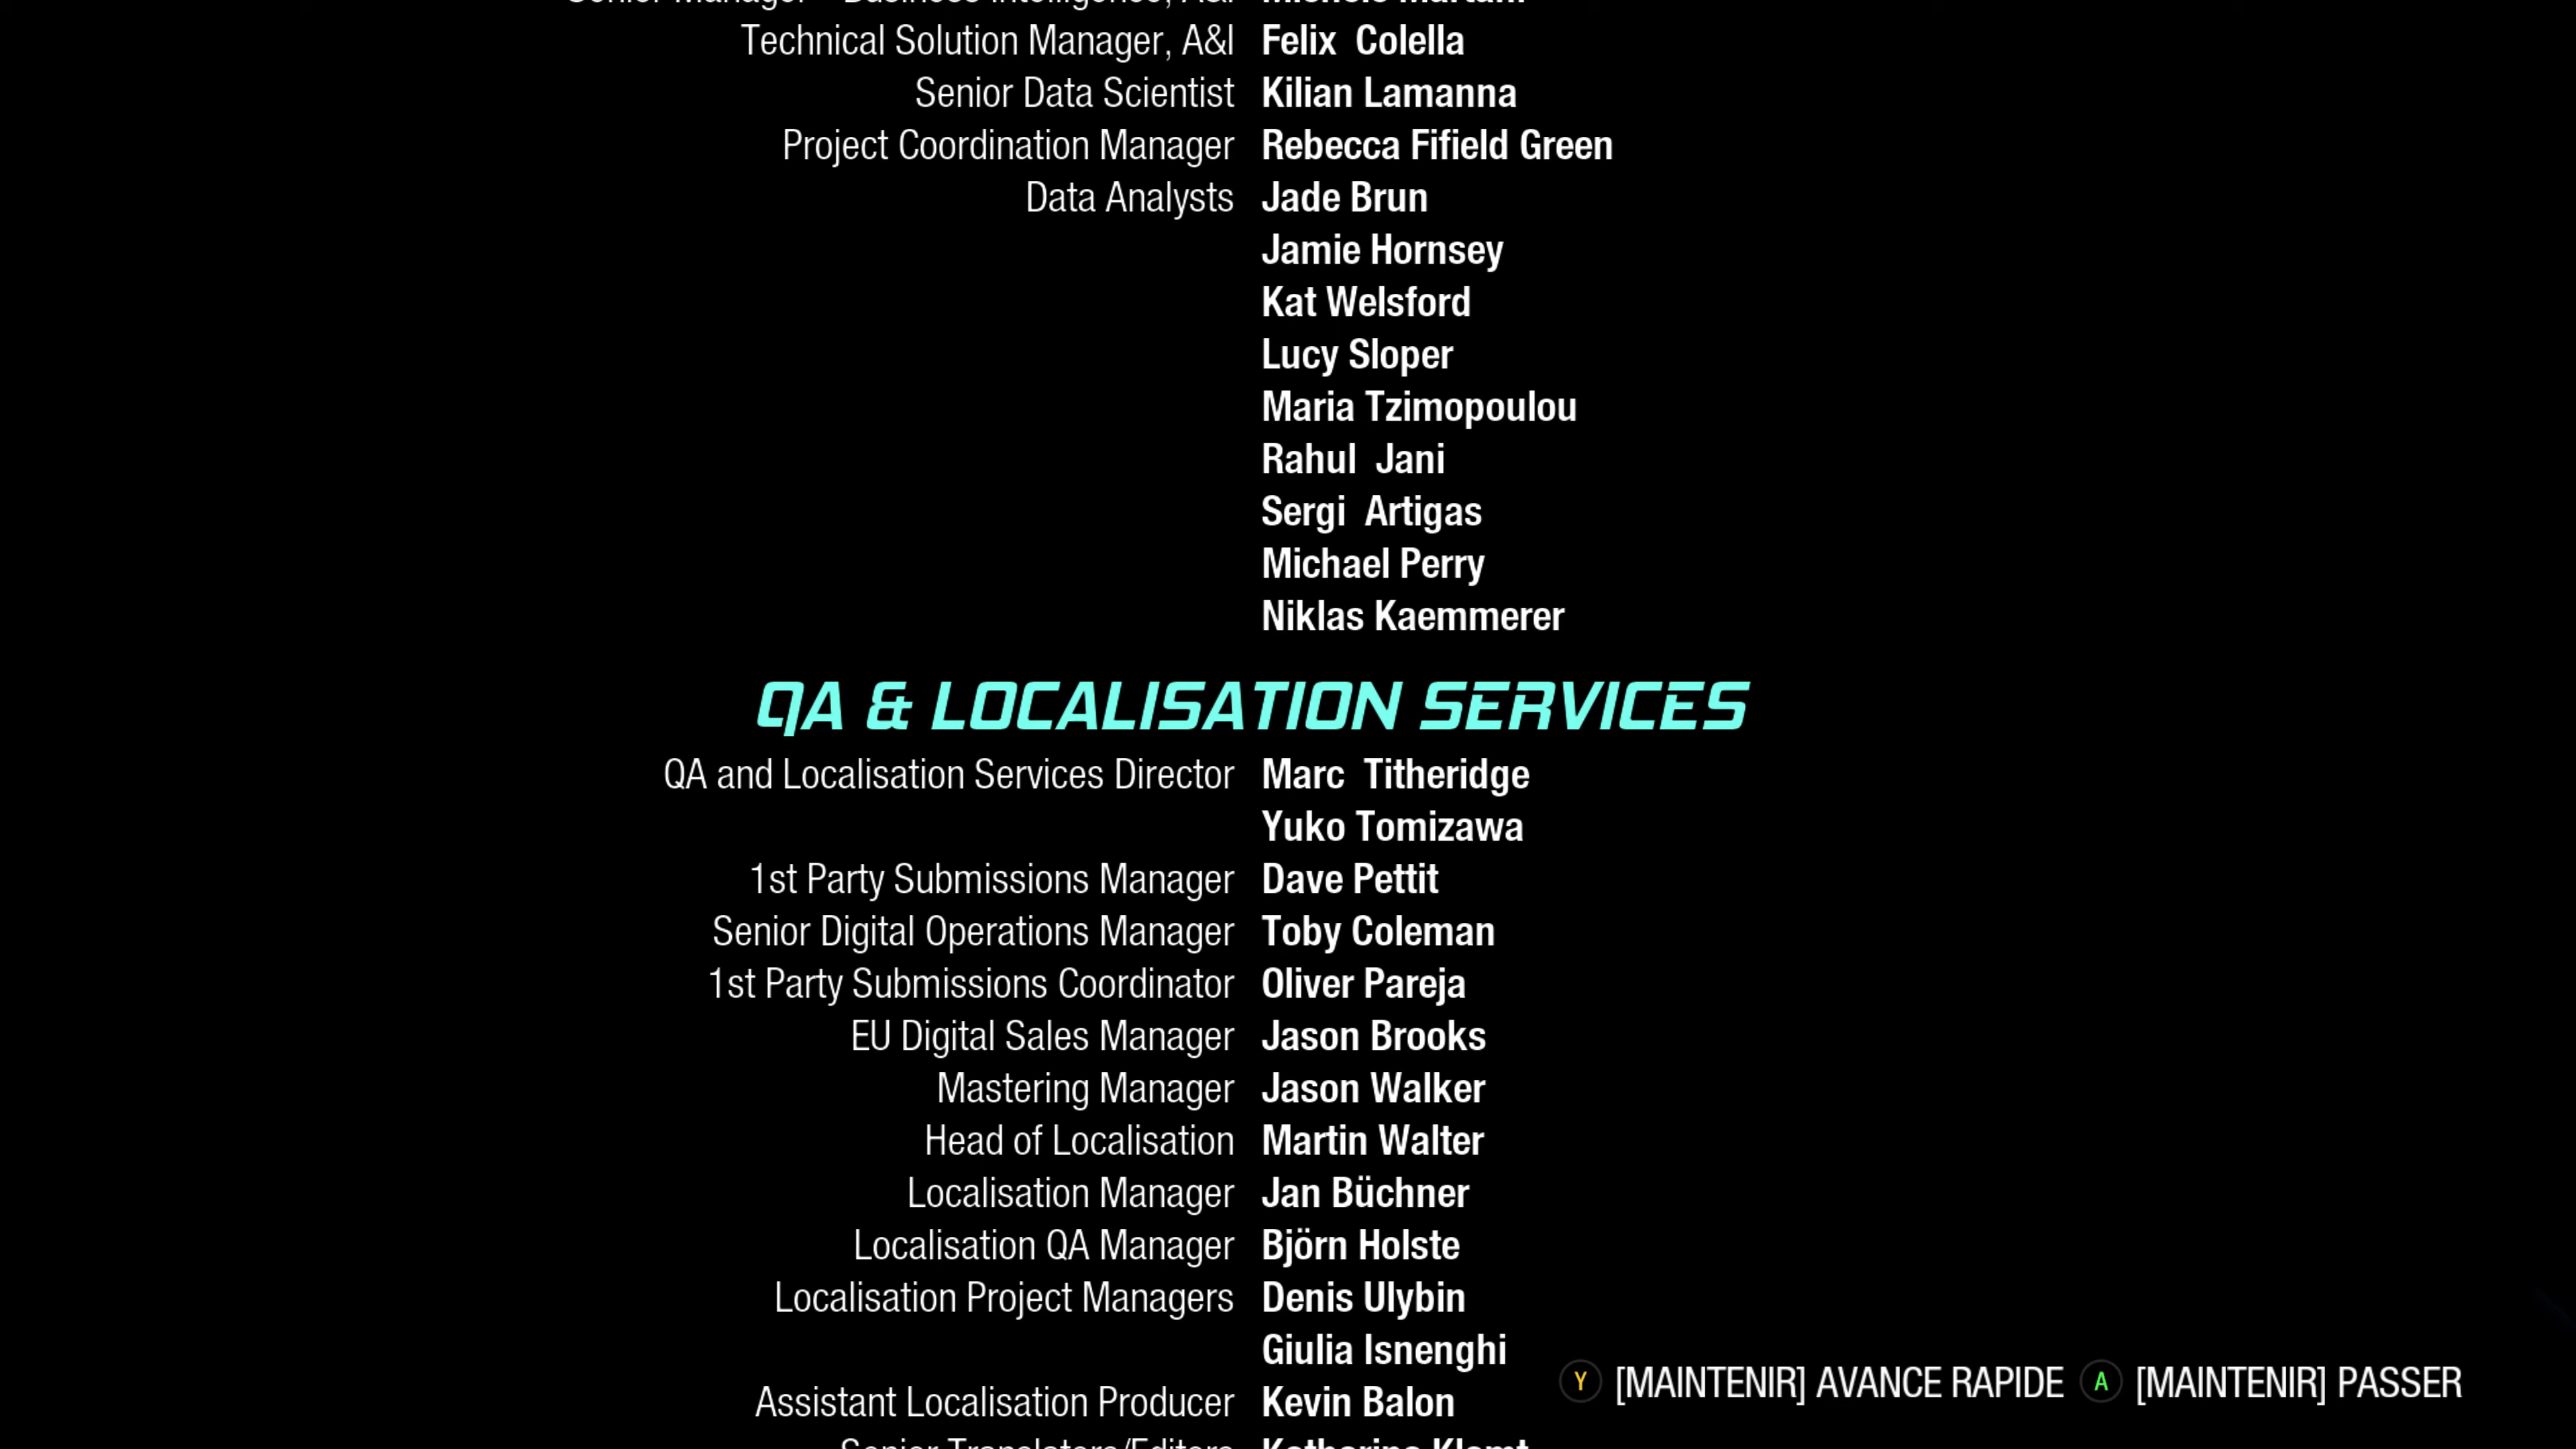 Technical Solution Manager, A&I Felix Colella
Senior Data Scientist Kilian Lamanna
Project Coordination Manager Rebecca Fifield Green
Data Analysts Jade Brun
Jamie Hornsey
Kat Welsford
Lucy Sloper
Maria Tzimopoulou
Rahul Jani
Sergi Artigas
Michael Perry
Niklas Kaemmerer
QA & LOCALISATION SERVICES
QA and Localisation Services Director Marc Titheridge
Yuko Tomizawa
1st Party Submissions Manager Dave Pettit
Senior Digital Operations Manager Toby Coleman
1st Party Submissions Coordinator Oliver Pareja
EU Digital Sales Manager Jason Brooks
Mastering Manager Jason Walker
Head of Localisation Martin Walter
Localisation Manager Jan Büchner
Localisation QA Manager Björn Holste
Localisation Project Managers Denis Ulybin
Giulia Isnenghi
Y [MAINTENIR] AVANCE RAPIDE A [MAINTENIR] PASSER
Assistant Localisation Producer Kevin Balon
Senior Translators/Editors